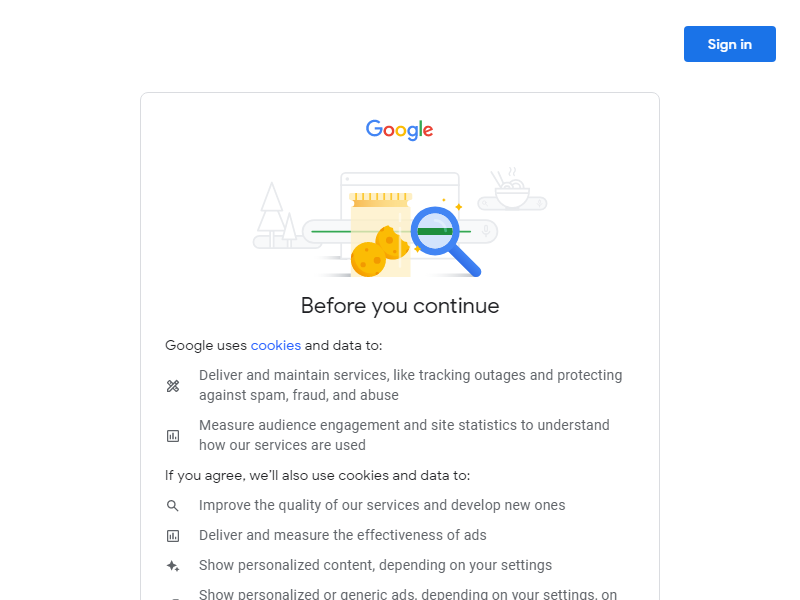 Sign in
Google
Before you continue
Google uses cookies and data to:
Deliver and maintain services, like tracking outages and protecting
against spam, fraud, and abuse
Measure audience engagement and site statistics to understand
how our services are used
If you agree, we’ll also use cookies and data to:
Improve the quality of our services and develop new ones
Deliver and measure the effectiveness of ads
Show personalized content, depending on your settings
Show personalized or generic ads, depending on your settings, on